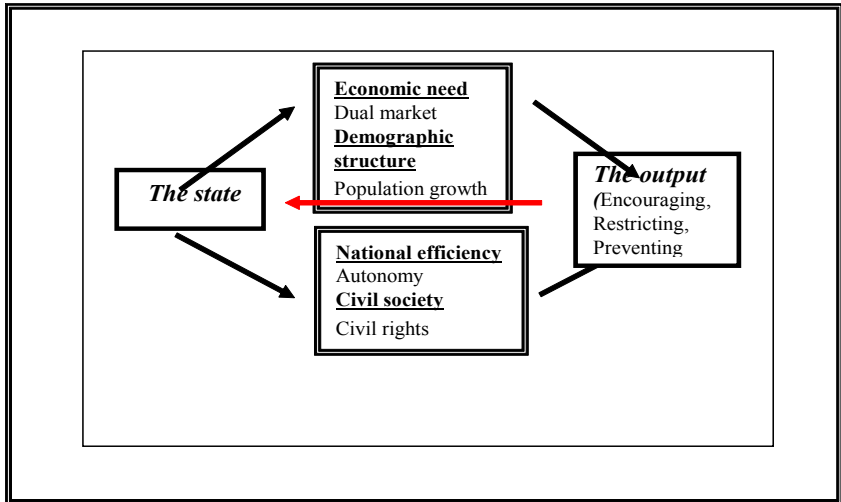 The state
Economic need
Dual market
Demographic
structure
Population growth
National efficiency
Autonomy
Civil society
Civil rights
The output
(Encouraging,
Restricting,
Preventing